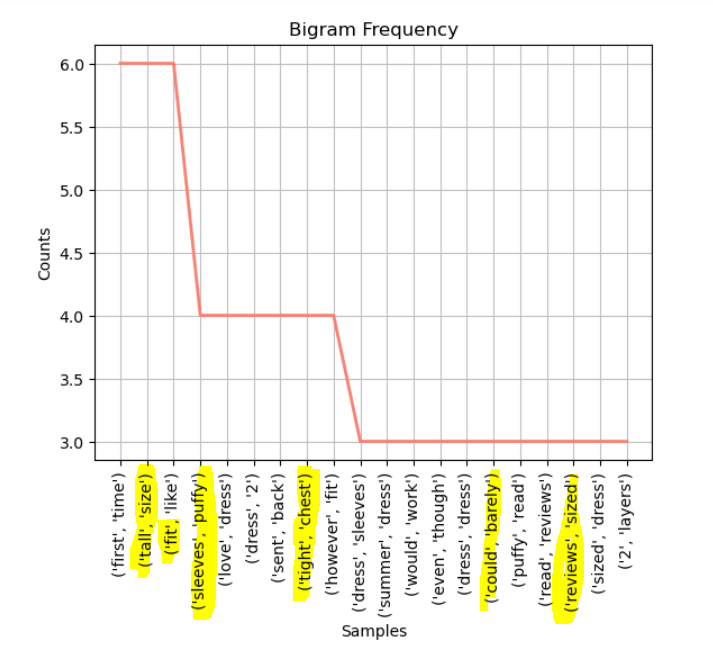 Bigram Frequency
6.0
5.5
5.0
4.5
4.0
3.5
3.0
Counts
('first', 'time')
('tall', 'size')
('fit', 'like')
('sleeves', 'puffy')
('love', 'dress')
('dress', '2')
('sent', 'back')
('tight', 'chest')
('however', 'fit')
('dress', 'sleeves')
('summer', 'dress')
('would', 'work')
('even', 'though')
('dress', 'dress')
('could', 'barely')
('puffy', 'read')
('read', 'reviews')
('reviews', 'sized')
('sized', 'dress')
('2', 'layers')
Samples